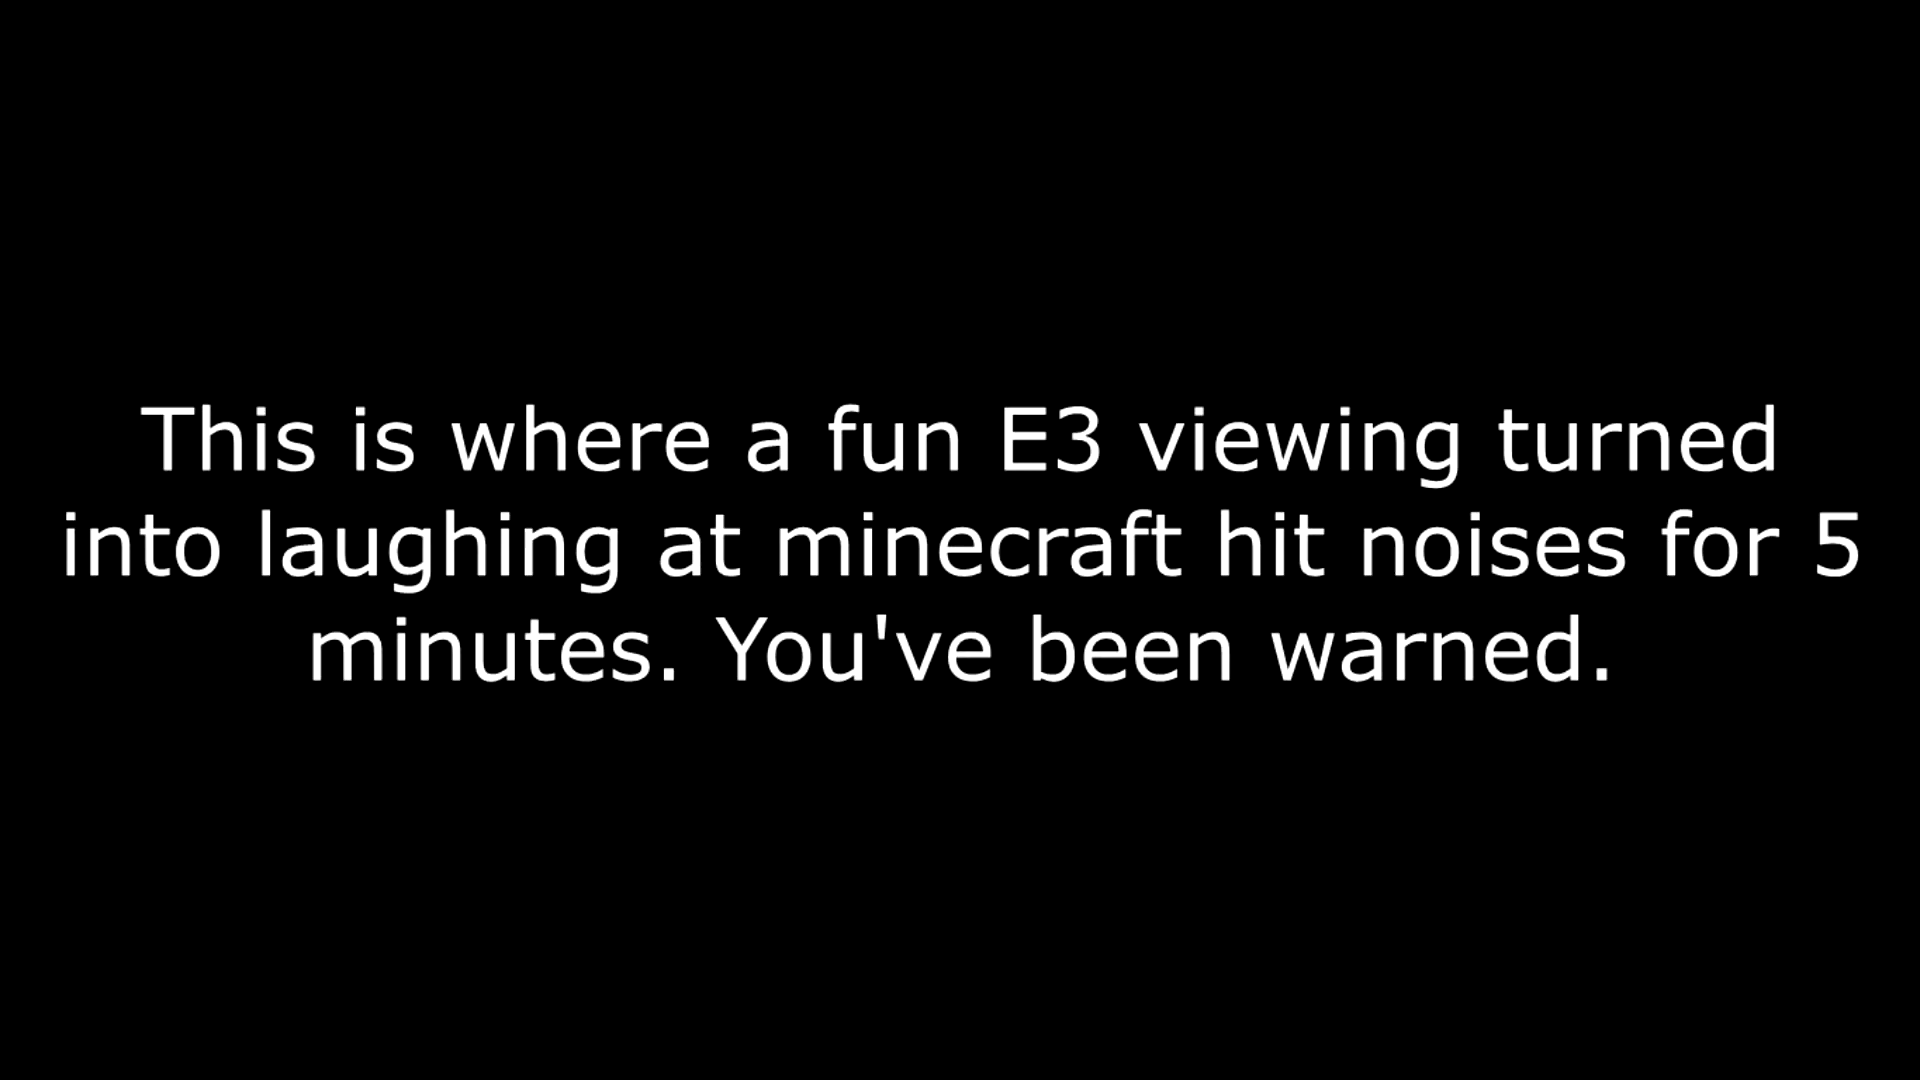 This is where a fun E3 viewing turned
into laughing at minecraft hit noises for 5
minutes. You've been warned.